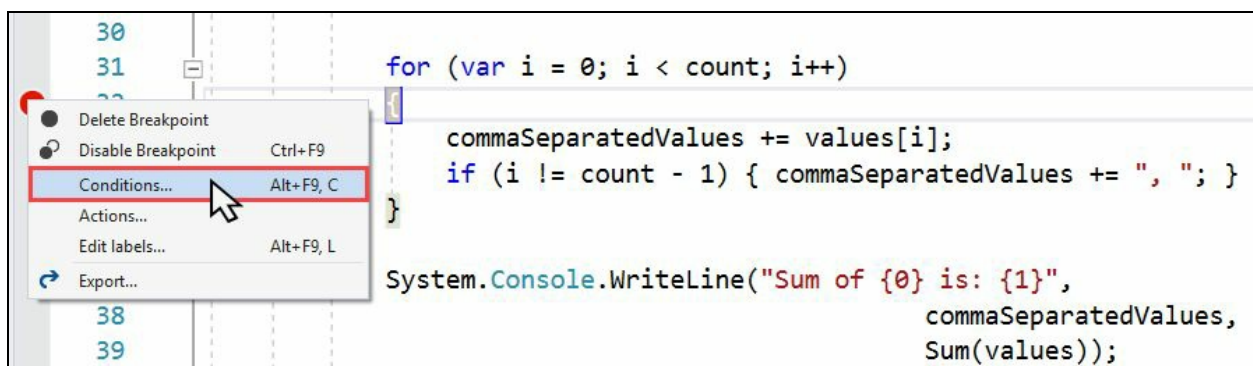 30
31 for (var i = 0; i < count; i++)
{
Delete Breakpoint
Disable Breakpoint Ctrl+F9
Conditions... Alt+F9, C
Actions...
Edit labels... Alt+F9, L
Export...
commaSeparatedValues += values[i];
if (i != count - 1) { commaSeparatedValues += ", "; }
}
System.Console.WriteLine("Sum of {0} is: {1}",
38 commaSeparatedValues,
39 Sum(values));